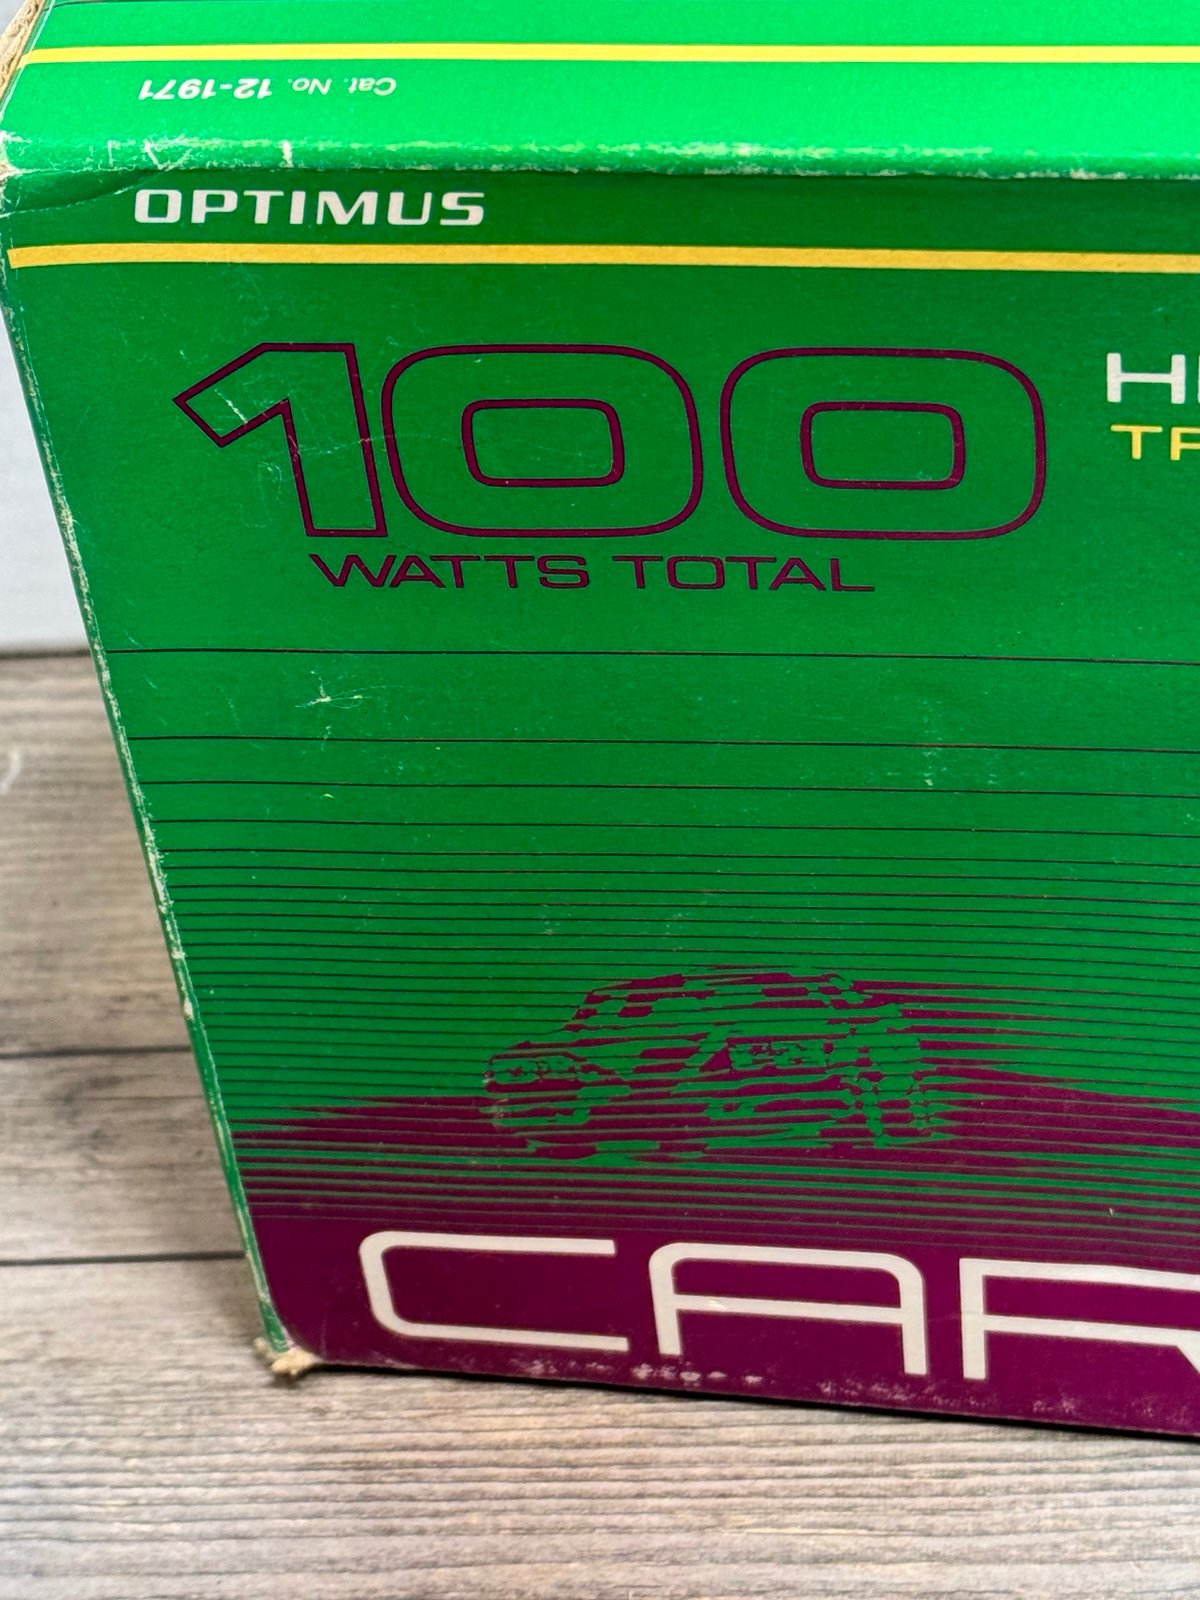 Cat. No. 12-1971
OPTIMUS
100
WATTS TOTAL